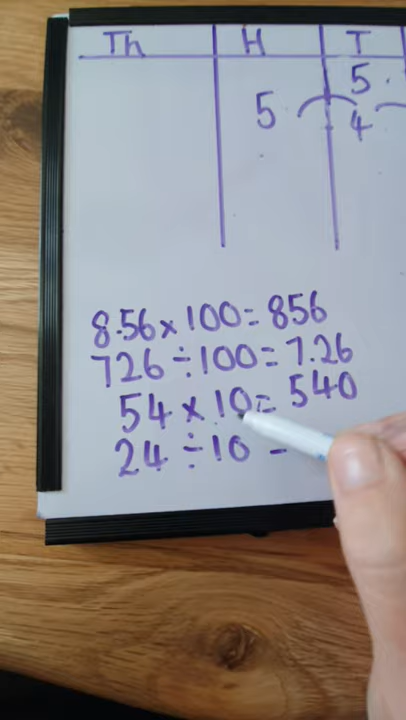 Th H T
5.
5 4
8.56 x 100 = 856
726 ÷ 100 = 7.26
54 x 10 = 540
24 ÷ 10 -